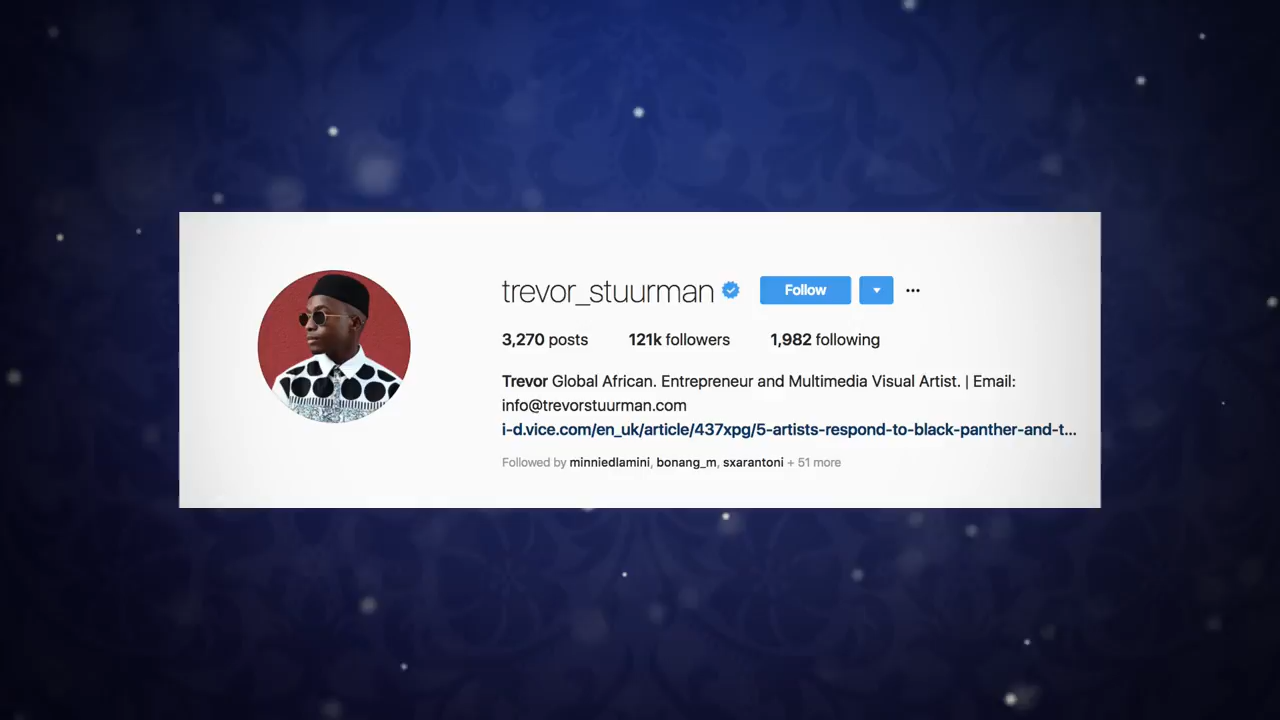 trevor_stuurman Follow ...
3,270 posts 121k followers 1,982 following
Trevor Global African. Entrepreneur and Multimedia Visual Artist. | Email:
info@trevorstuurman.com
i-d.vice.com/en_uk/article/437xpg/5-artists-respond-to-black-panther-and-t...
Followed by minniedlamini, bonang_m, sxarantoni + 51 more